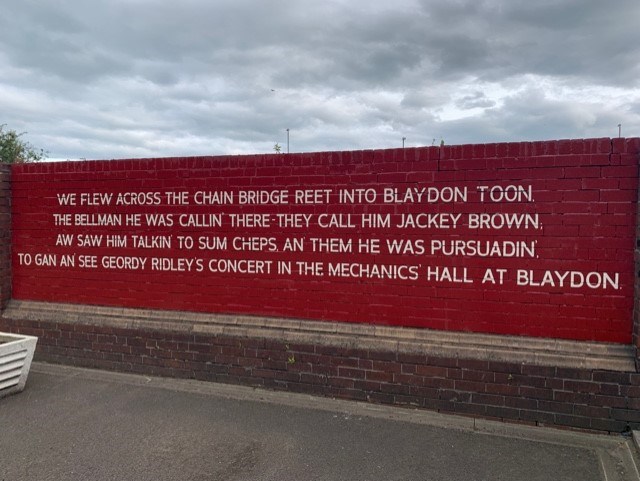 WE FLEW ACROSS THE CHAIN BRIDGE REET INTO BLAYDON TOON,
THE BELLMAN HE WAS CALLIN' THERE-THEY CALL HIM JACKEY BROWN;
AW SAW HIM TALKIN' TO SUM CHEPS, AN' THEM HE WAS PURSUADIN',
TO GAN AN' SEE GEORDY RIDLEY'S CONCERT IN THE MECHANICS' HALL AT BLAYDON.